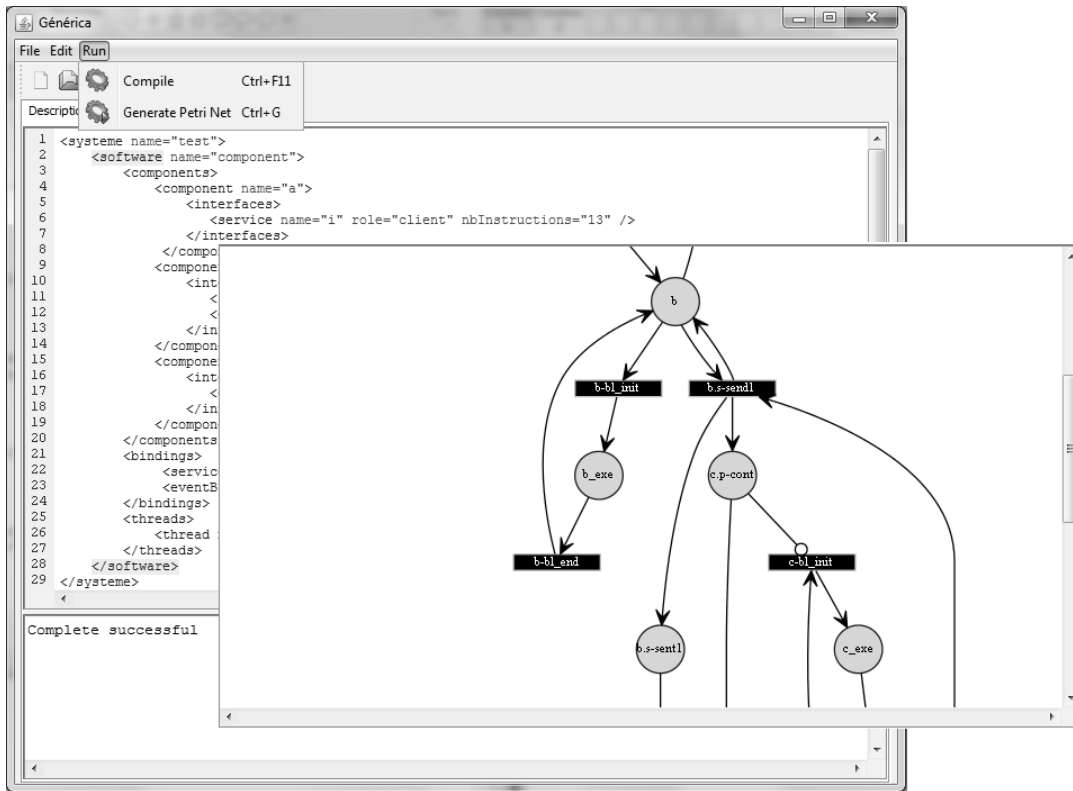 Générica
File Edit Run
Compile Ctrl+F11
Generate Petri Net Ctrl+G
1 <systeme name="test">
2 <software name="component">
3 <components>
4 <component name="a">
5 <interfaces>
6 <service name="i" role="client" nbInstructions="13" />
7 </interfaces>
8 </compo
9 <compone
10 <int
11 <
12 <
13 </in
14 </compon
15 <compone
16 <int
17 <
18 </in
19 </compon
20 </components
21 <bindings>
22 <servic
23 <eventB
24 </bindings>
25 <threads>
26 <thread
27 </threads>
28 </software>
29 </systeme>
Complete successful
b
b-bl_init
b.s-send1
b_exe
c.p-cont
b-bl_end
c-bl_init
b.s-sent1
c_exe